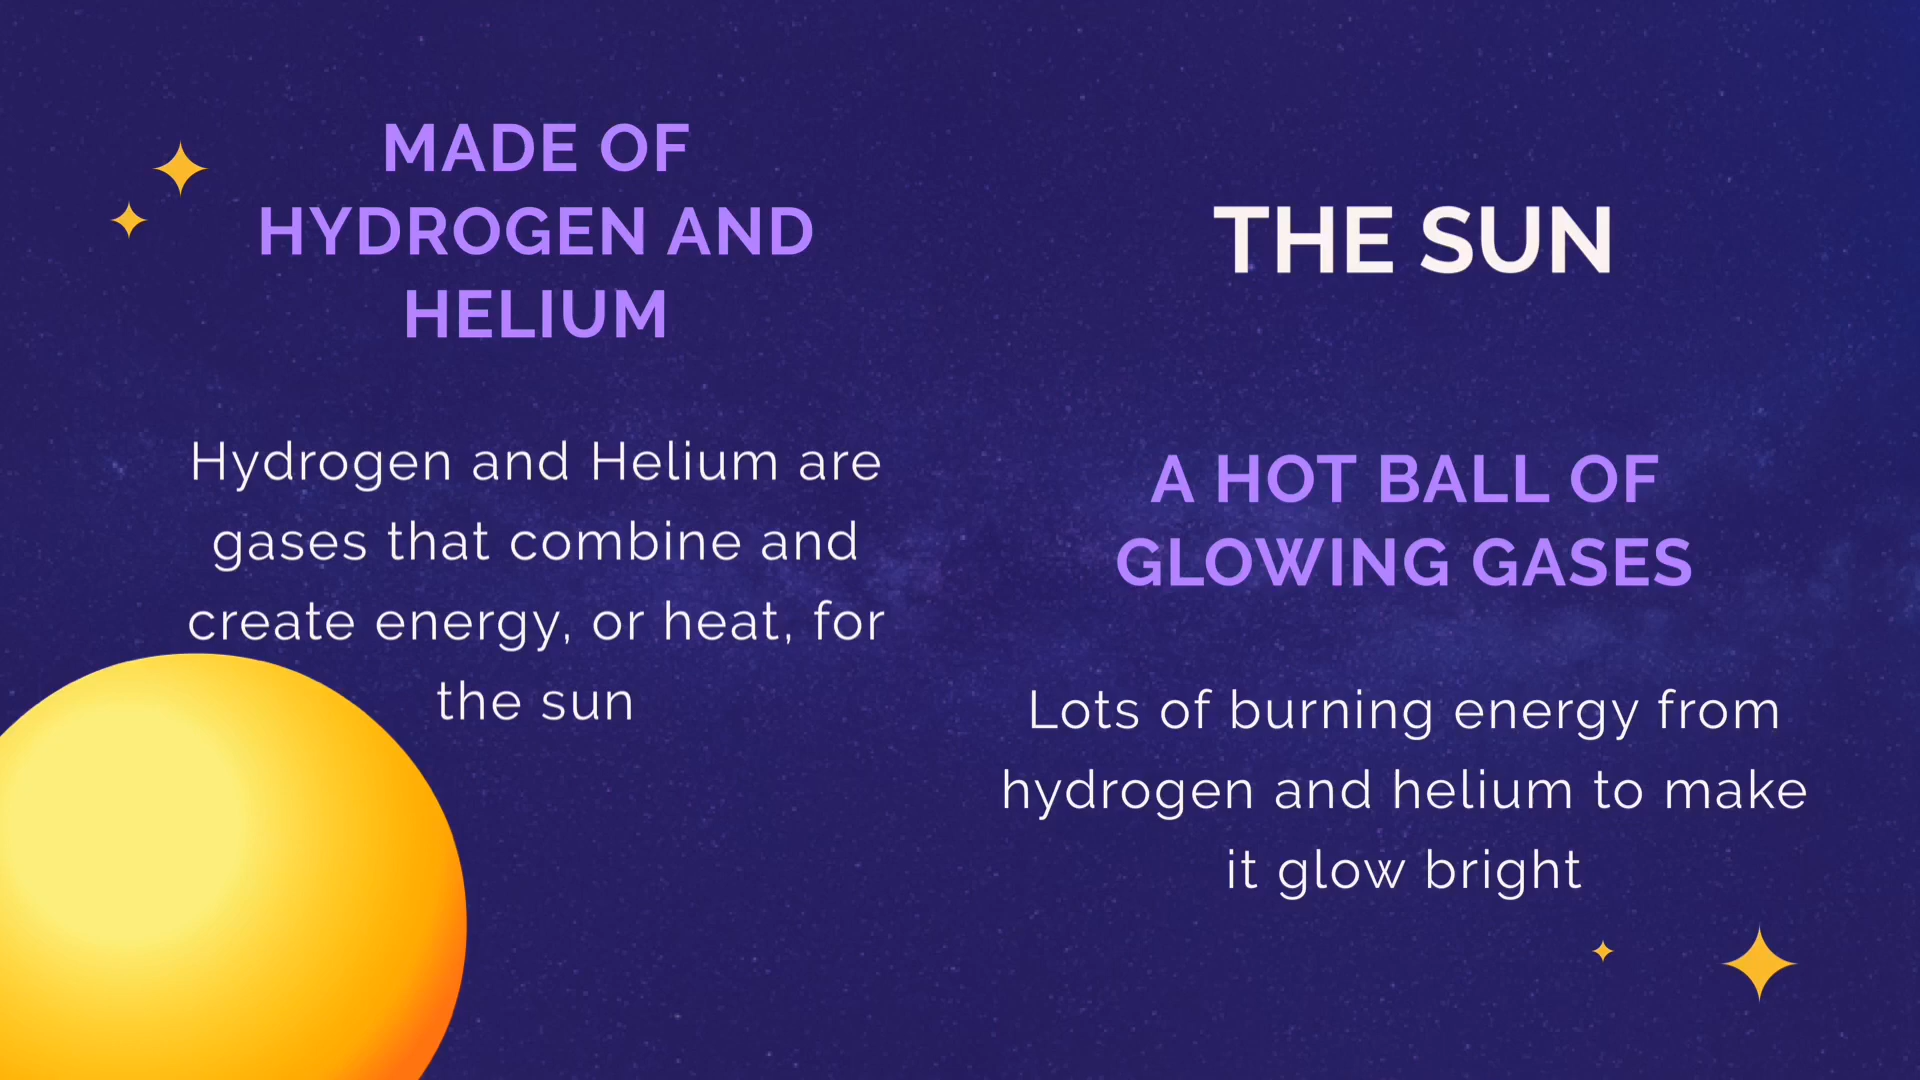 MADE OF
HYDROGEN AND
HELIUM
Hydrogen and Helium are
gases that combine and
create energy, or heat, for
the sun
THE SUN
A HOT BALL OF
GLOWING GASES
Lots of burning energy from
hydrogen and helium to make
it glow bright